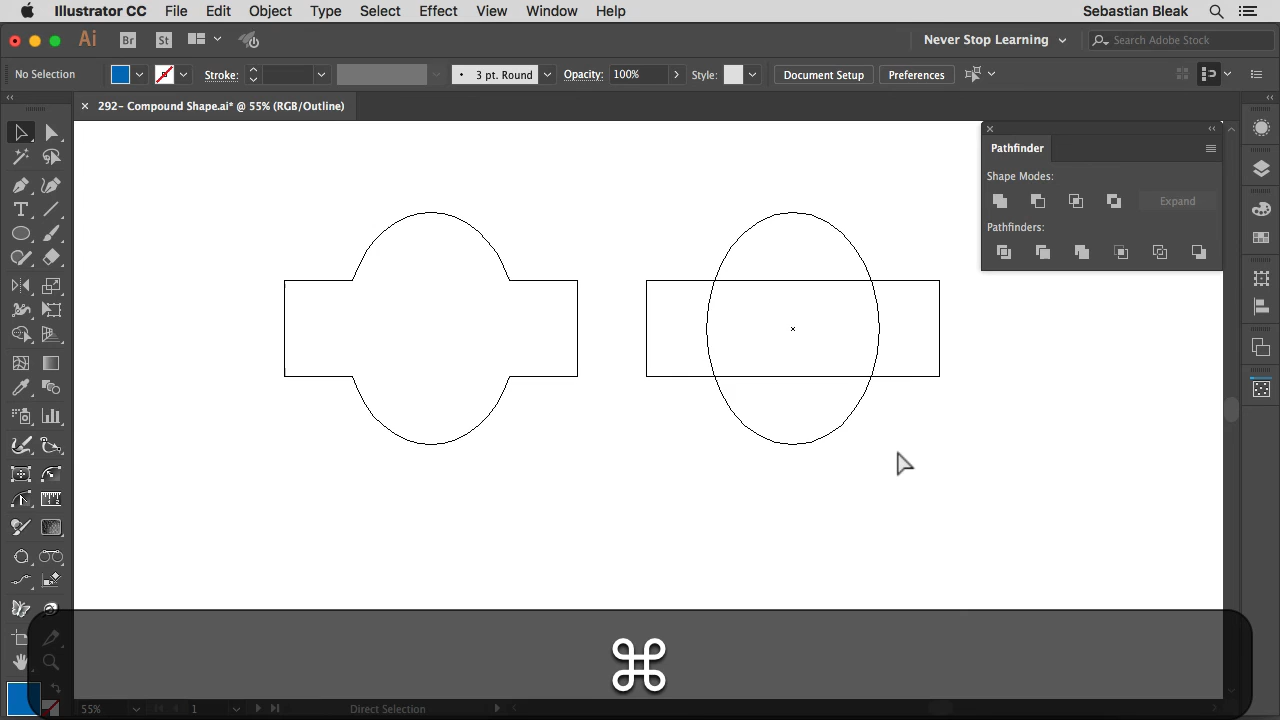 Illustrator CC File Edit Object Type Select Effect View Window Help Sebastian Bleak
Ai Br St Never Stop Learning Search Adobe Stock
No Selection Stroke: 3 pt. Round Opacity: 100% Style: Document Setup Preferences
292- Compound Shape.ai* @ 55% (RGB/Outline)
Pathfinder
Shape Modes:
Expand
Pathfinders:
⌘
55% 1 Direct Selection